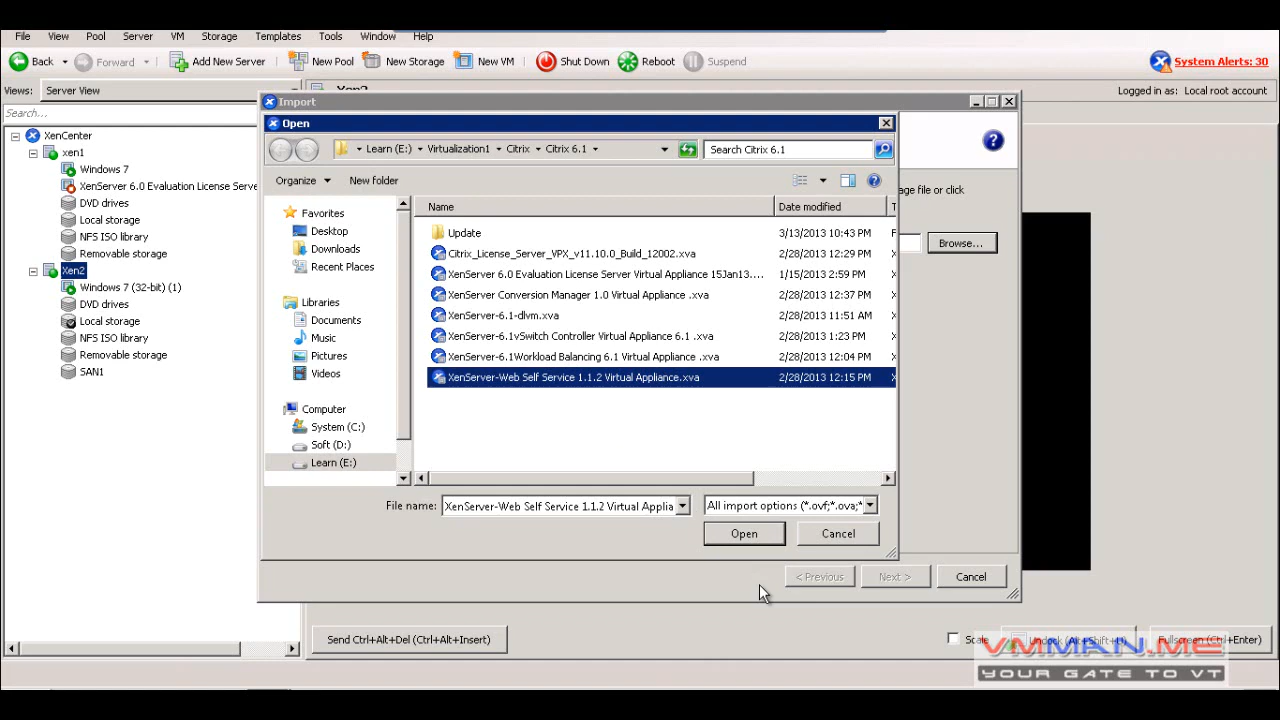 File View Pool Server VM Storage Templates Tools Window Help
Back Forward Add New Server New Pool New Storage New VM Shut Down Reboot Suspend System Alerts: 30
Views: Server View Logged in as: Local root account
Search...
Import
Open
Learn (E:) Virtualization1 Citrix Citrix 6.1 Search Citrix 6.1
Organize New folder
XenCenter
xen1
Windows 7
XenServer 6.0 Evaluation License Serve
DVD drives
Local storage
NFS ISO library
Removable storage
Xen2
Windows 7 (32-bit) (1)
DVD drives
Local storage
NFS ISO library
Removable storage
SAN1
Favorites
Desktop
Downloads
Recent Places
Libraries
Documents
Music
Pictures
Videos
Computer
System (C:)
Soft (D:)
Learn (E:)
Name Date modified
Update 3/13/2013 10:43 PM
Citrix_License_Server_VPX_v11.10.0_Build_12002.xva 2/28/2013 12:29 PM
XenServer 6.0 Evaluation License Server Virtual Appliance 15Jan13.... 1/15/2013 2:59 PM
XenServer Conversion Manager 1.0 Virtual Appliance .xva 2/28/2013 12:37 PM
XenServer-6.1-dlvm.xva 2/28/2013 11:51 AM
XenServer-6.1vSwitch Controller Virtual Appliance 6.1 .xva 2/28/2013 1:23 PM
XenServer-6.1Workload Balancing 6.1 Virtual Appliance .xva 2/28/2013 12:04 PM
XenServer-Web Self Service 1.1.2 Virtual Appliance.xva 2/28/2013 12:15 PM
age file or click
Browse...
File name: XenServer-Web Self Service 1.1.2 Virtual Applia All import options (*.ovf;*.ova;*
Open Cancel
< Previous Next > Cancel
Send Ctrl+Alt+Del (Ctrl+Alt+Insert) Scale Undock (Alt+Shift+U) Fullscreen (Ctrl+Enter)
VMMAN.ME
YOUR GATE TO VT